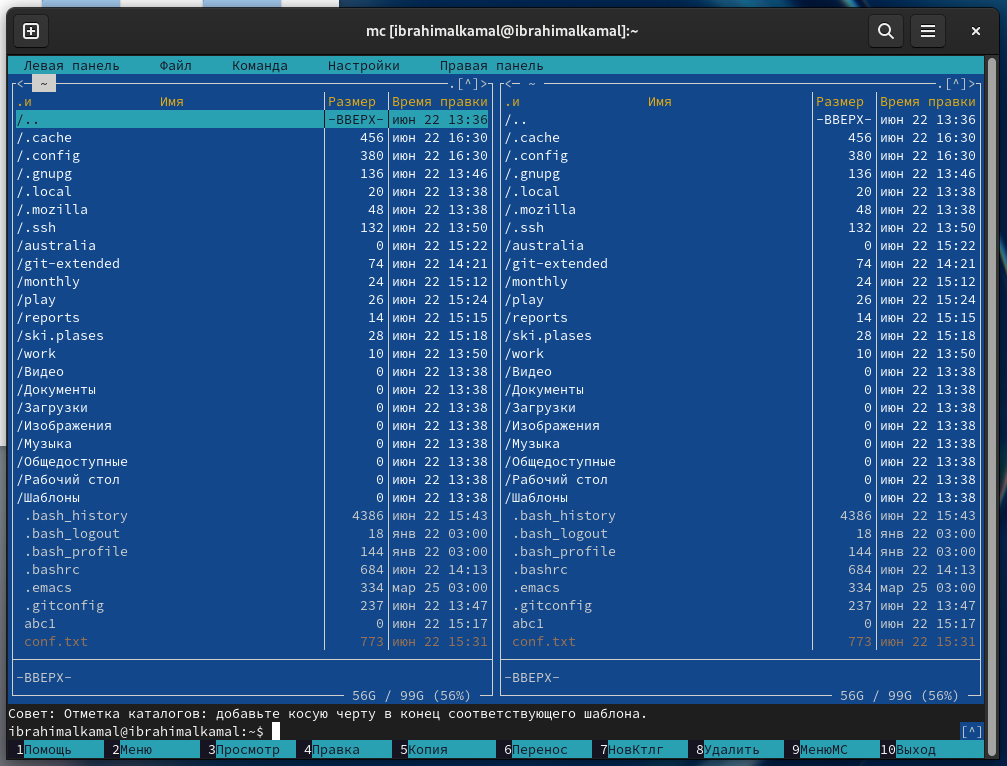 mc [ibrahimalkamal@ibrahimalkamal]:~
Левая панель Файл Команда Настройки Правая панель
<— ~ .[^]> <— ~ .[^]>
.и Имя Размер Время правки .и Имя Размер Время правки
/.. -ВВЕРХ- июн 22 13:36 /.. -ВВЕРХ- июн 22 13:36
/.cache 456 июн 22 16:30 /.cache 456 июн 22 16:30
/.config 380 июн 22 16:30 /.config 380 июн 22 16:30
/.gnupg 136 июн 22 13:46 /.gnupg 136 июн 22 13:46
/.local 20 июн 22 13:38 /.local 20 июн 22 13:38
/.mozilla 48 июн 22 13:38 /.mozilla 48 июн 22 13:38
/.ssh 132 июн 22 13:50 /.ssh 132 июн 22 13:50
/australia 0 июн 22 15:22 /australia 0 июн 22 15:22
/git-extended 74 июн 22 14:21 /git-extended 74 июн 22 14:21
/monthly 24 июн 22 15:12 /monthly 24 июн 22 15:12
/play 26 июн 22 15:24 /play 26 июн 22 15:24
/reports 14 июн 22 15:15 /reports 14 июн 22 15:15
/ski.plases 28 июн 22 15:18 /ski.plases 28 июн 22 15:18
/work 10 июн 22 13:50 /work 10 июн 22 13:50
/Видео 0 июн 22 13:38 /Видео 0 июн 22 13:38
/Документы 0 июн 22 13:38 /Документы 0 июн 22 13:38
/Загрузки 0 июн 22 13:38 /Загрузки 0 июн 22 13:38
/Изображения 0 июн 22 13:38 /Изображения 0 июн 22 13:38
/Музыка 0 июн 22 13:38 /Музыка 0 июн 22 13:38
/Общедоступные 0 июн 22 13:38 /Общедоступные 0 июн 22 13:38
/Рабочий стол 0 июн 22 13:38 /Рабочий стол 0 июн 22 13:38
/Шаблоны 0 июн 22 13:38 /Шаблоны 0 июн 22 13:38
.bash_history 4386 июн 22 15:43 .bash_history 4386 июн 22 15:43
.bash_logout 18 янв 22 03:00 .bash_logout 18 янв 22 03:00
.bash_profile 144 янв 22 03:00 .bash_profile 144 янв 22 03:00
.bashrc 684 июн 22 14:13 .bashrc 684 июн 22 14:13
.emacs 334 мар 25 03:00 .emacs 334 мар 25 03:00
.gitconfig 237 июн 22 13:47 .gitconfig 237 июн 22 13:47
abc1 0 июн 22 15:17 abc1 0 июн 22 15:17
conf.txt 773 июн 22 15:31 conf.txt 773 июн 22 15:31
-ВВЕРХ- -ВВЕРХ-
56G / 99G (56%) 56G / 99G (56%)
Совет: Отметка каталогов: добавьте косую черту в конец соответствующего шаблона.
ibrahimalkamal@ibrahimalkamal:~$ [^]
1Помощь 2Меню 3Просмотр 4Правка 5Копия 6Перенос 7НовКтлг 8Удалить 9МенюМС 10Выход